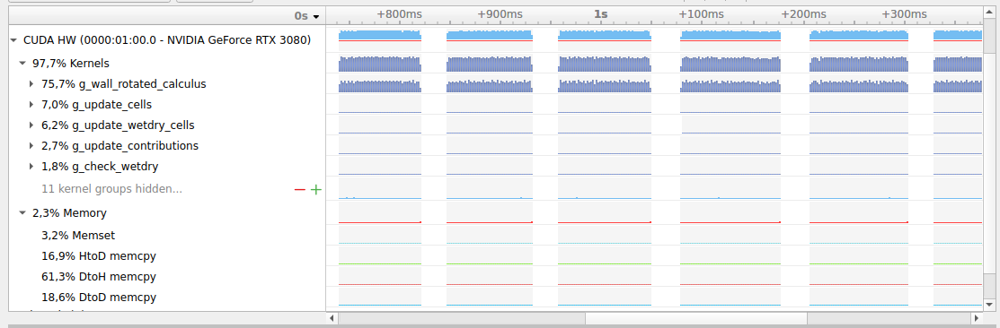 0s +800ms +900ms 1s +100ms +200ms +300ms
CUDA HW (0000:01:00.0 - NVIDIA GeForce RTX 3080)
97,7% Kernels
75,7% g_wall_rotated_calculus
7,0% g_update_cells
6,2% g_update_wetdry_cells
2,7% g_update_contributions
1,8% g_check_wetdry
11 kernel groups hidden...
2,3% Memory
3,2% Memset
16,9% HtoD memcpy
61,3% DtoH memcpy
18,6% DtoD memcpy